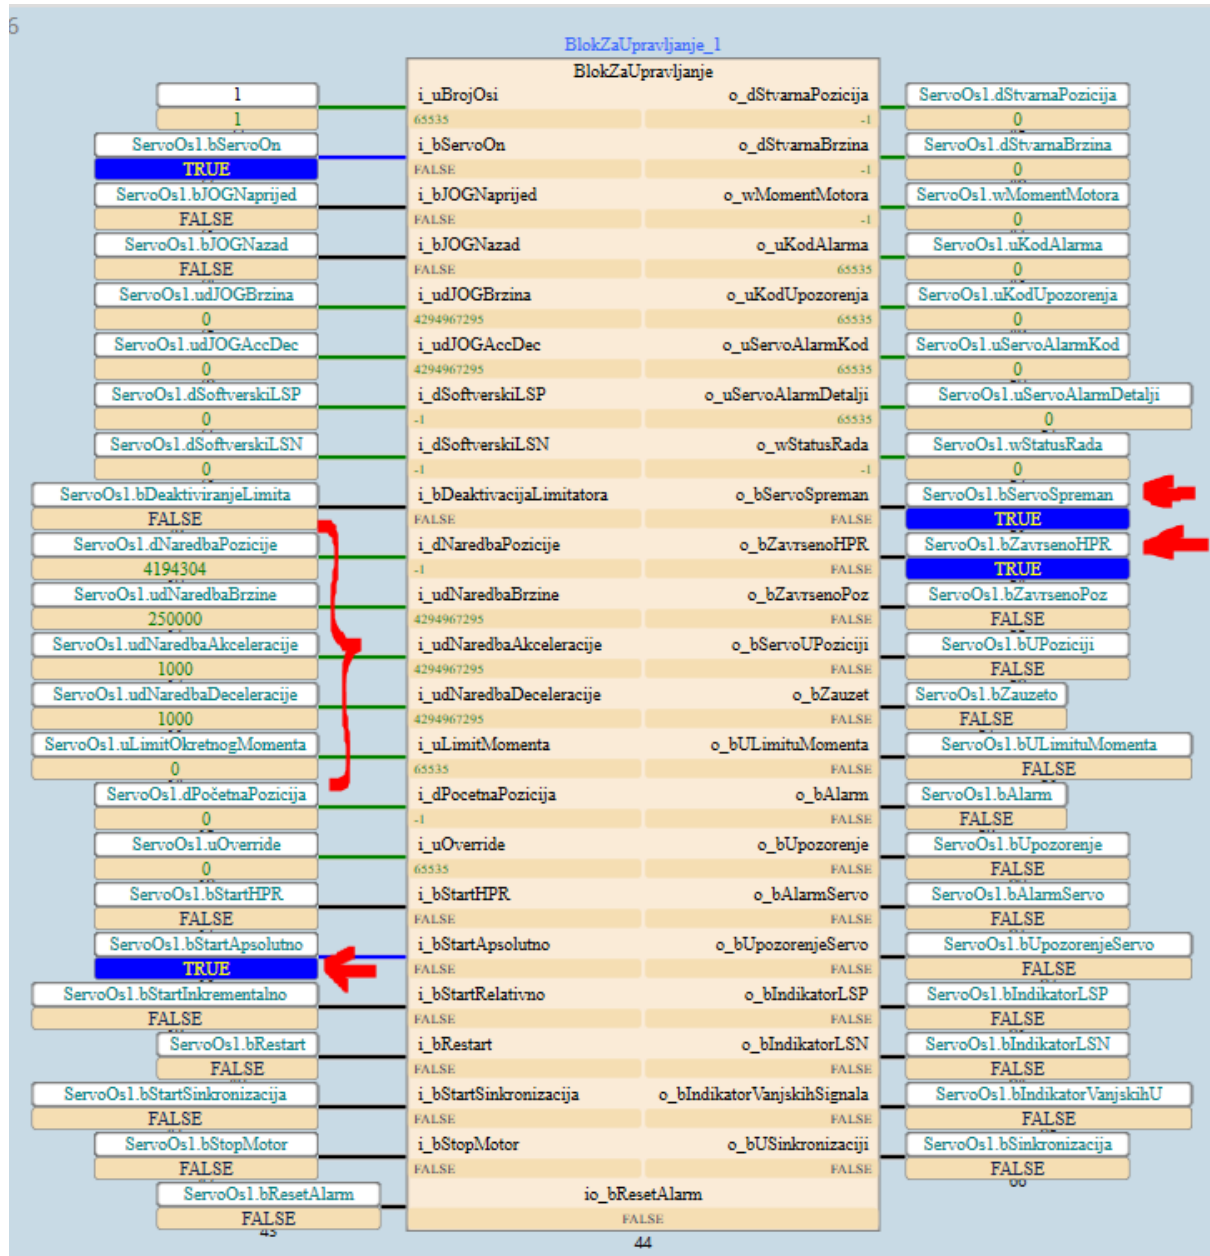 6
BlokZaUpravljanje_1
BlokZaUpravljanje
1 i_uBrojOsi o_dStvarnaPozicija ServoOs1.dStvarnaPozicija
1 65535 -1 0
ServoOs1.bServoOn i_bServoOn o_dStvarnaBrzina ServoOs1.dStvarnaBrzina
TRUE FALSE -1 0
ServoOs1.bJOGNaprijed i_bJOGNaprijed o_wMomentMotora ServoOs1.wMomentMotora
FALSE FALSE -1 0
ServoOs1.bJOGNazad i_bJOGNazad o_uKodAlarma ServoOs1.uKodAlarma
FALSE FALSE 65535 0
ServoOs1.udJOGBrzina i_udJOGBrzina o_uKodUpozorenja ServoOs1.uKodUpozorenja
0 4294967295 65535 0
ServoOs1.udJOGAccDec i_udJOGAccDec o_uServoAlarmKod ServoOs1.uServoAlarmKod
0 4294967295 65535 0
ServoOs1.dSoftverskiLSP i_dSoftverskiLSP o_uServoAlarmDetalji ServoOs1.uServoAlarmDetalji
0 -1 65535 0
ServoOs1.dSoftverskiLSN i_dSoftverskiLSN o_wStatusRada ServoOs1.wStatusRada
0 -1 -1 0
ServoOs1.bDeaktiviranjeLimita i_bDeaktivacijaLimitatora o_bServoSpreman ServoOs1.bServoSpreman
FALSE FALSE FALSE TRUE
ServoOs1.dNaredbaPozicije i_dNaredbaPozicije o_bZavrsenoHPR ServoOs1.bZavrsenoHPR
4194304 -1 FALSE TRUE
ServoOs1.udNaredbaBrzine i_udNaredbaBrzine o_bZavrsenoPoz ServoOs1.bZavrsenoPoz
250000 4294967295 FALSE FALSE
ServoOs1.udNaredbaAkceleracije i_udNaredbaAkceleracije o_bServoUPoziciji ServoOs1.bUPoziciji
1000 4294967295 FALSE FALSE
ServoOs1.udNaredbaDeceleracije i_udNaredbaDeceleracije o_bZauzet ServoOs1.bZauzeto
1000 4294967295 FALSE FALSE
ServoOs1.uLimitOkretnogMomenta i_uLimitMomenta o_bULimituMomenta ServoOs1.bULimituMomenta
0 65535 FALSE FALSE
ServoOs1.dPočetnaPozicija i_dPocetnaPozicija o_bAlarm ServoOs1.bAlarm
0 -1 FALSE FALSE
ServoOs1.uOverride i_uOverride o_bUpozorenje ServoOs1.bUpozorenje
0 65535 FALSE FALSE
ServoOs1.bStartHPR i_bStartHPR o_bAlarmServo ServoOs1.bAlarmServo
FALSE FALSE FALSE FALSE
ServoOs1.bStartApsolutno i_bStartApsolutno o_bUpozorenjeServo ServoOs1.bUpozorenjeServo
TRUE FALSE FALSE FALSE
ServoOs1.bStartInkrementalno i_bStartRelativno o_bIndikatorLSP ServoOs1.bIndikatorLSP
FALSE FALSE FALSE FALSE
ServoOs1.bRestart i_bRestart o_bIndikatorLSN ServoOs1.bIndikatorLSN
FALSE FALSE FALSE FALSE
ServoOs1.bStartSinkronizacija i_bStartSinkronizacija o_bIndikatorVanjskihSignala ServoOs1.bIndikatorVanjskihU
FALSE FALSE FALSE FALSE
ServoOs1.bStopMotor i_bStopMotor o_bUSinkronizaciji ServoOs1.bSinkronizacija
FALSE FALSE FALSE FALSE
ServoOs1.bResetAlarm io_bResetAlarm
FALSE FALSE
44